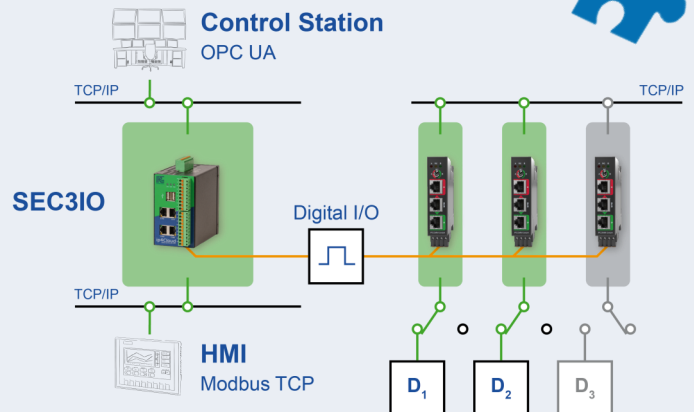 Control Station
OPC UA
TCP/IP
TCP/IP
SEC3IO
Digital I/O
TCP/IP
HMI
Modbus TCP
D1
D2
D3